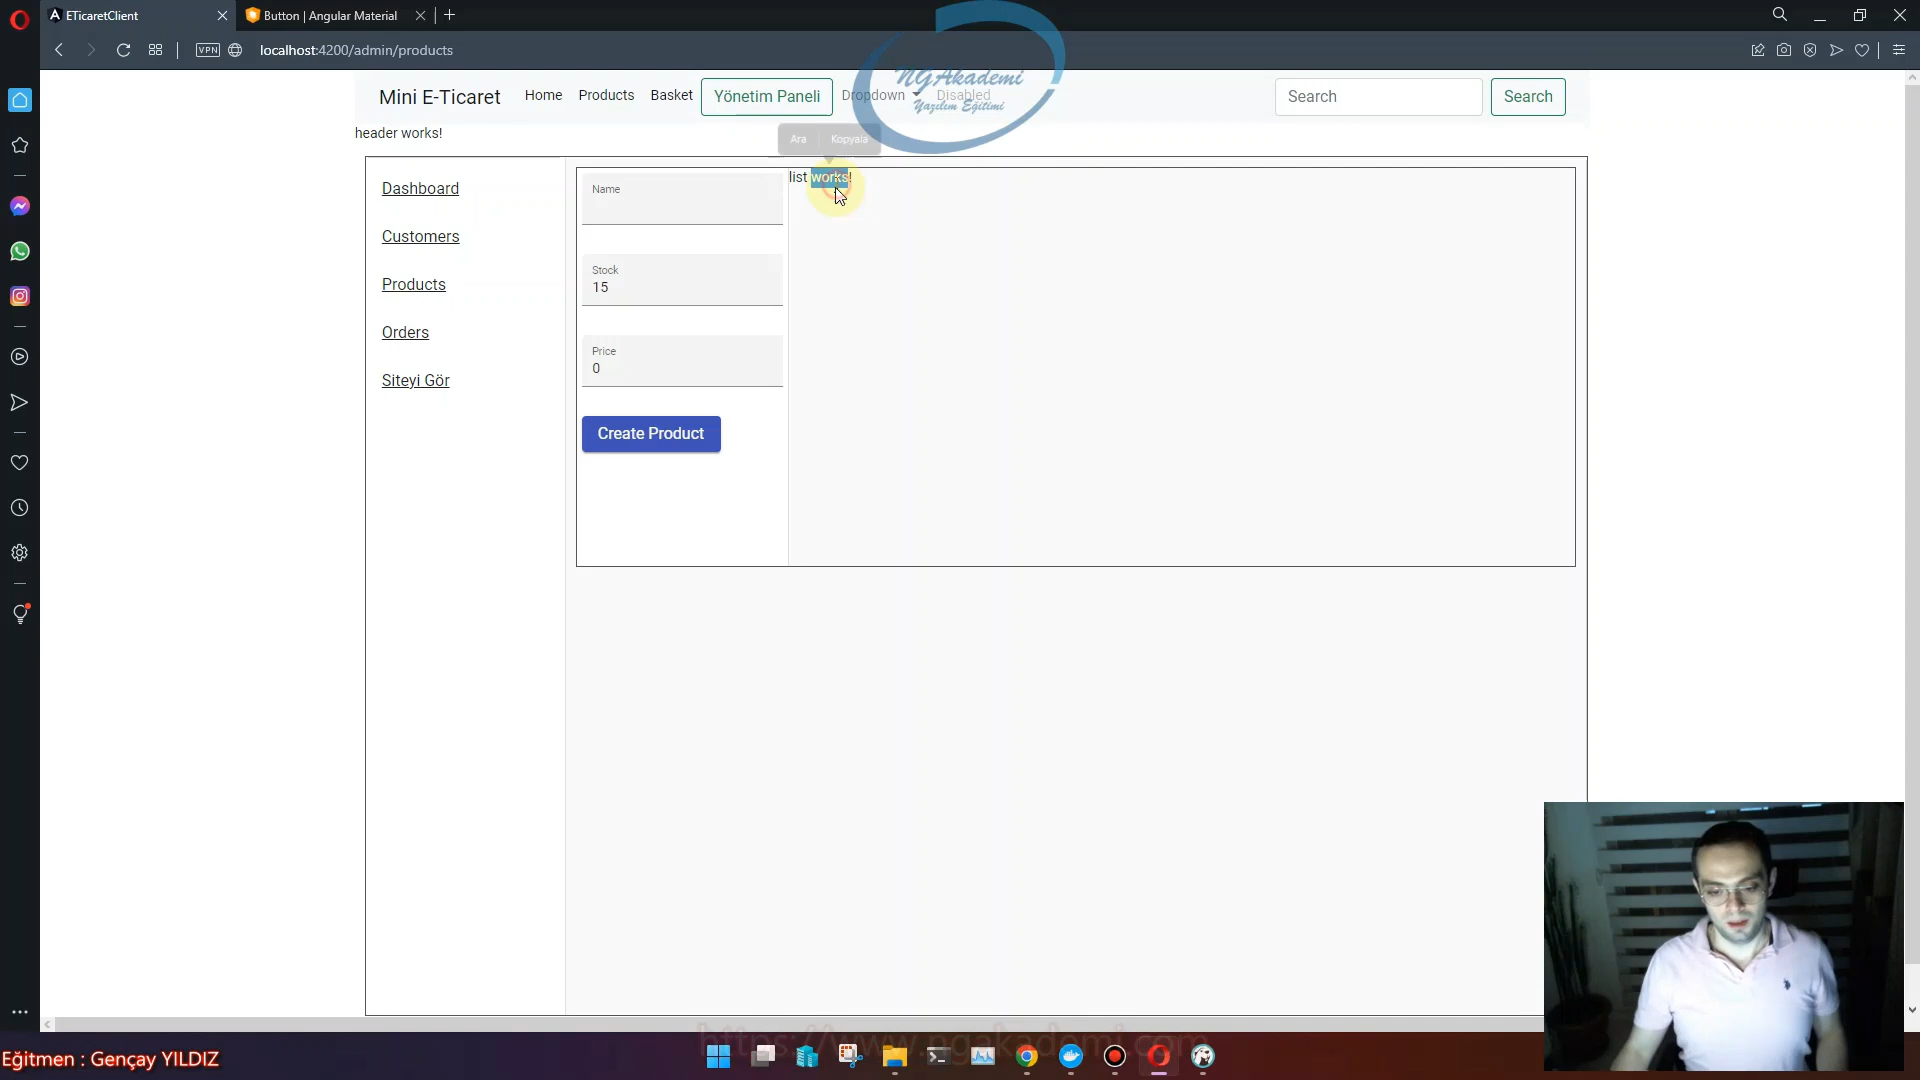 ETicaretClient
Button | Angular Material
VPN
localhost:4200/admin/products
NGAkademi
Yazılım Eğitimi
Mini E-Ticaret
Home
Products
Basket
Yönetim Paneli
Dropdown
Disabled
Search
Search
header works!
Ara
Kopyala
Dashboard
Customers
Products
Orders
Siteyi Gör
Name
Stock
15
Price
0
Create Product
list works!
Eğitmen : Gençay YILDIZ